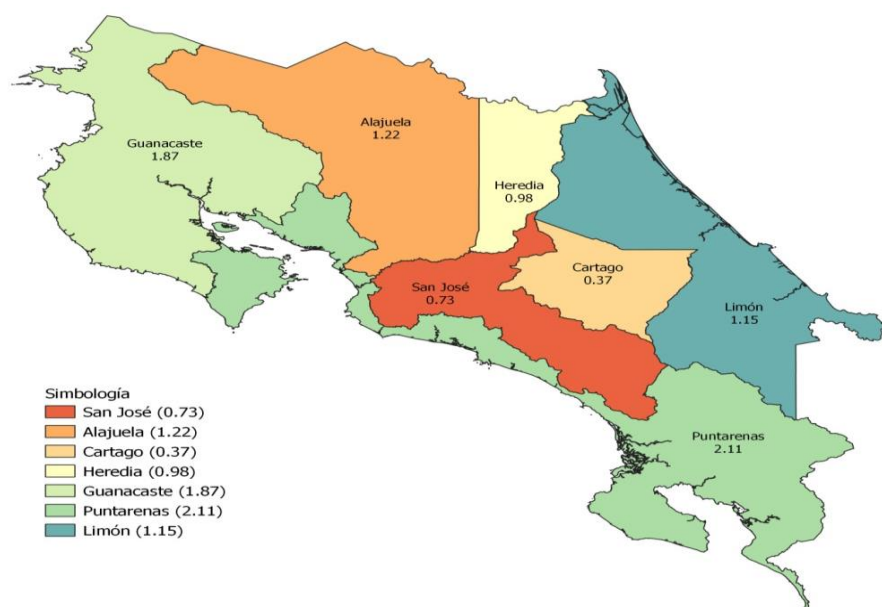 Guanacaste
1.87
Alajuela
1.22
Heredia
0.98
Cartago
0.37
San José
0.73
Limón
1.15
Puntarenas
2.11
Simbología
San José (0.73)
Alajuela (1.22)
Cartago (0.37)
Heredia (0.98)
Guanacaste (1.87)
Puntarenas (2.11)
Limón (1.15)